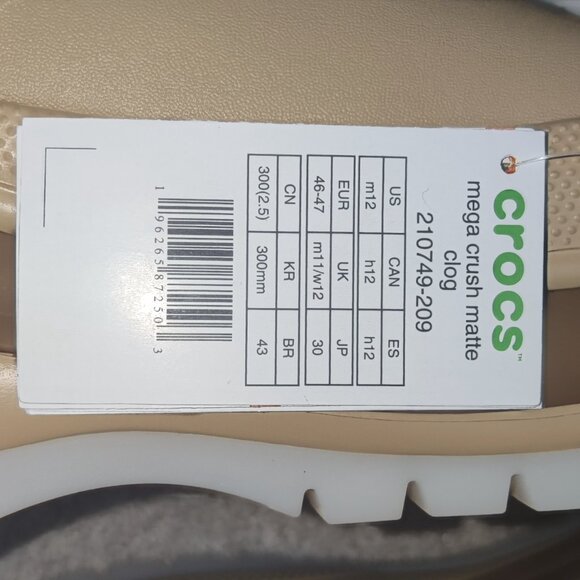 crocs™
mega crush matte
clog
210749-209
US CAN ES
m12 h12 h12
EUR UK JP
46-47 m11/w12 30
CN KR BR
300(2.5) 300mm 43
1 96265 87250 3